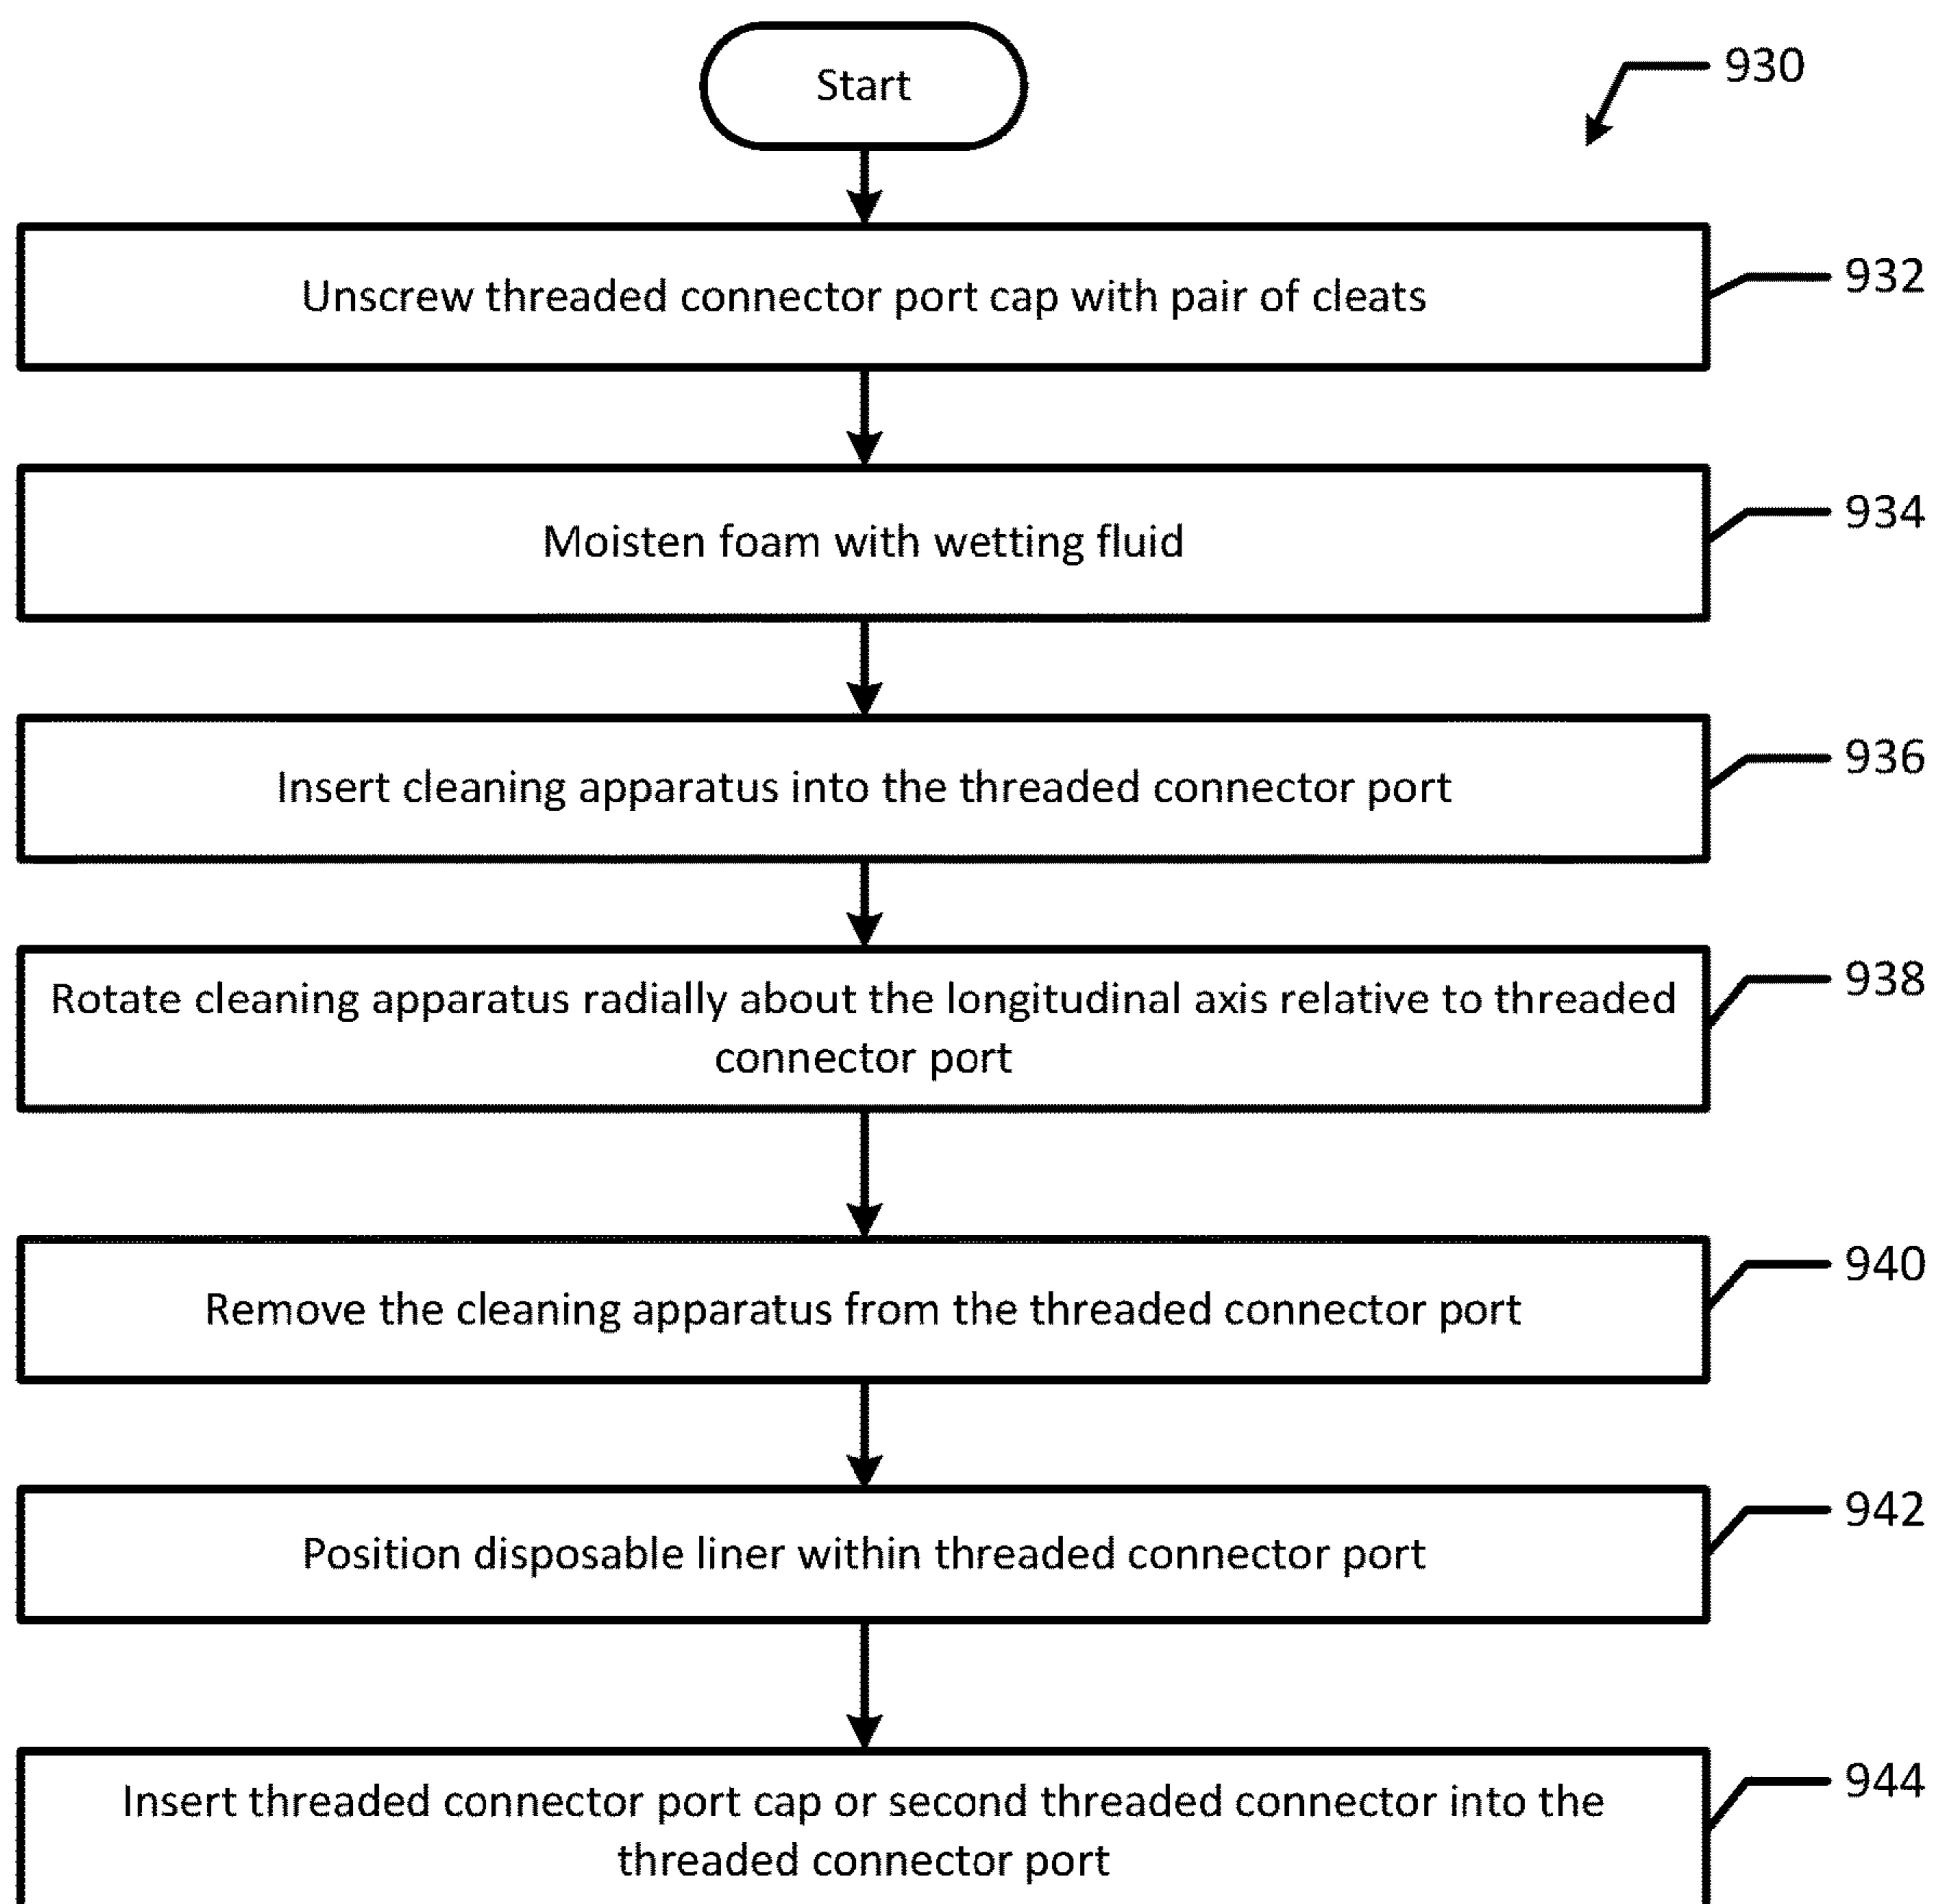 Start
930
Unscrew threaded connector port cap with pair of cleats
932
Moisten foam with wetting fluid
934
Insert cleaning apparatus into the threaded connector port
936
Rotate cleaning apparatus radially about the longitudinal axis relative to threaded
connector port
938
Remove the cleaning apparatus from the threaded connector port
940
Position disposable liner within threaded connector port
942
Insert threaded connector port cap or second threaded connector into the
threaded connector port
944